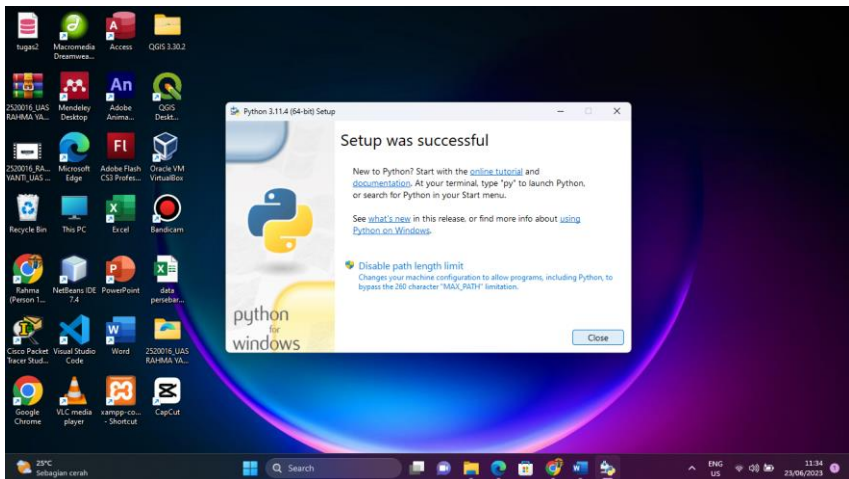 tugas2
Macromedia
Dreamwea...
Access
QGIS 3.30.2
2520016_UAS
RAHMA YA...
Mendeley
Desktop
An
Adobe
Anima...
QGIS
Deskt...
2520016_RA...
YANTI_UAS ...
Microsoft
Edge
Fl
Adobe Flash
CS3 Profes...
Oracle VM
VirtualBox
Recycle Bin
This PC
Excel
Bandicam
Rahma
(Person 1...
NetBeans IDE
7.4
PowerPoint
data
persebar...
Cisco Packet
Tracer Stud...
Visual Studio
Code
Word
2520016_UAS
RAHMA YA...
Google
Chrome
VLC media
player
xampp-co...
- Shortcut
CapCut
Python 3.11.4 (64-bit) Setup
Setup was successful
New to Python? Start with the online tutorial and
documentation. At your terminal, type "py" to launch Python,
or search for Python in your Start menu.
See what's new in this release, or find more info about using
Python on Windows.
Disable path length limit
Changes your machine configuration to allow programs, including Python, to
bypass the 260 character "MAX_PATH" limitation.
python
for
windows
Close
25°C
Sebagian cerah
Search
ENG
US
11:34
23/06/2023